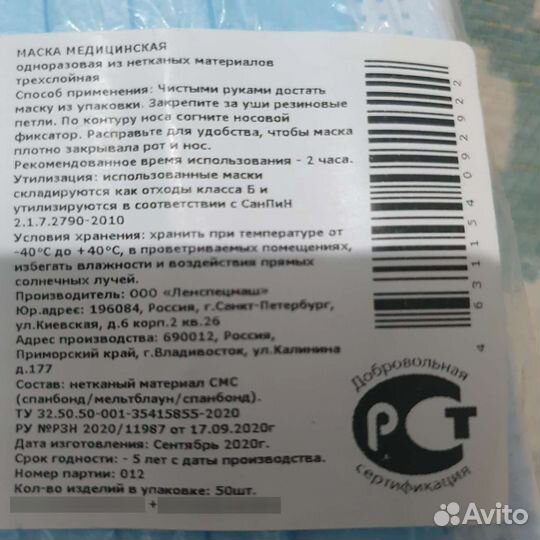 МАСКА МЕДИЦИНСКАЯ
одноразовая из нетканых материалов
трехслойная
Способ применения: Чистыми руками достать
маску из упаковки. Закрепите за уши резиновые
петли. По контуру носа согните носовой
фиксатор. Расправьте для удобства, чтобы маска
плотно закрывала рот и нос.
Рекомендованное время использования - 2 часа.
Утилизация: использованные маски
складируются как отходы класса Б и
утилизируются в соответствии с СанПиН
2.1.7.2790-2010
Условия хранения: хранить при температуре от
-40°C до +40°C, в проветриваемых помещениях,
избегать влажности и воздействия прямых
солнечных лучей.
Производитель: ООО «Ленспецмаш»
Юр.адрес: 196084, Россия, г.Санкт-Петербург,
ул.Киевская, д.6 корп.2 кв.26
Адрес производства: 690012, Россия,
Приморский край, г.Владивосток, ул.Калинина
д.177
Состав: нетканый материал СМС
(спанбонд/мельтблаун/спанбонд).
ТУ 32.50.50-001-35415855-2020
РУ №РЗН 2020/11987 от 17.09.2020г
Дата изготовления: Сентябрь 2020г.
Срок годности: - 5 лет с даты производства.
Номер партии: 012
Кол-во изделий в упаковке: 50шт.
+
4 631154 092922
Добровольная
РСТ
сертификация
Avito